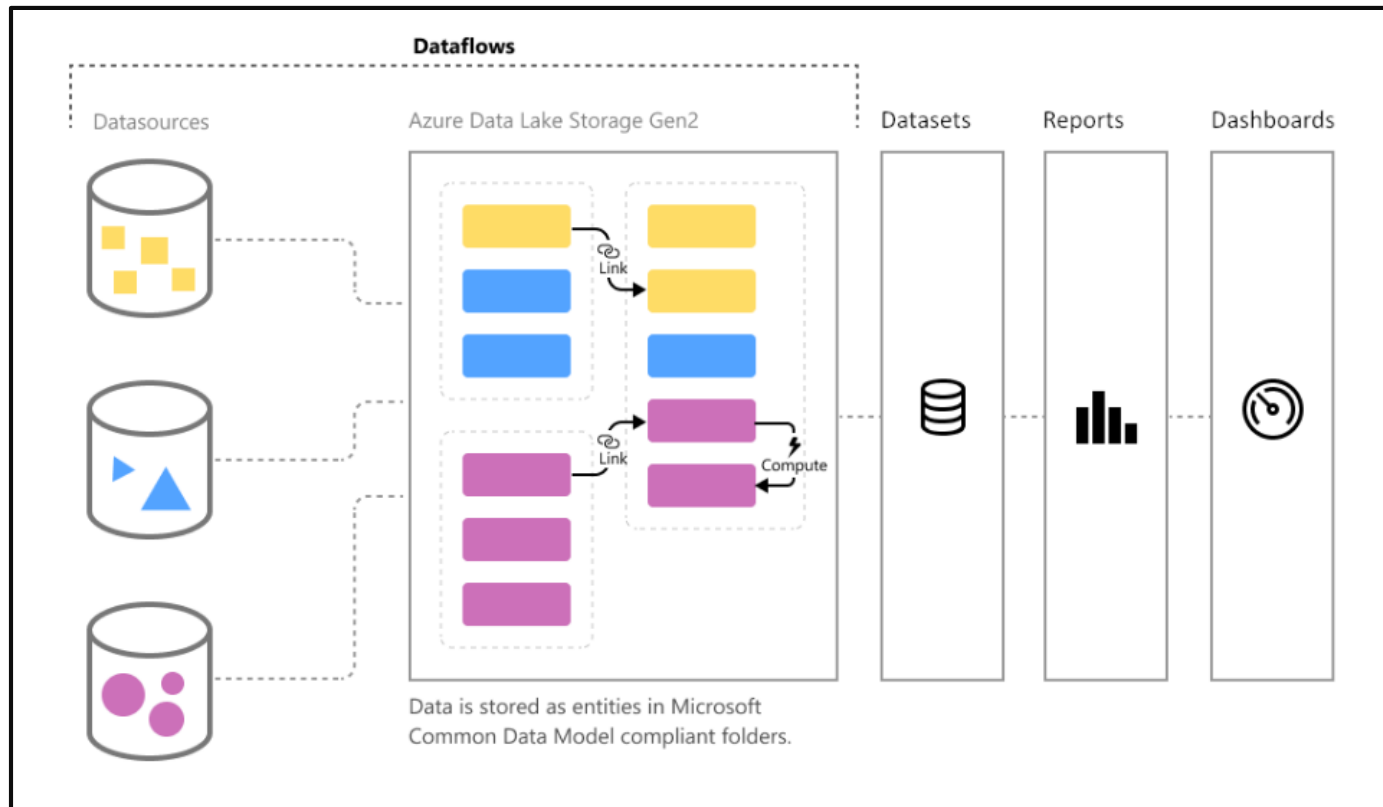 Dataflows
Datasources
Azure Data Lake Storage Gen2
Datasets
Reports
Dashboards
Link
Link
Compute
Data is stored as entities in Microsoft
Common Data Model compliant folders.